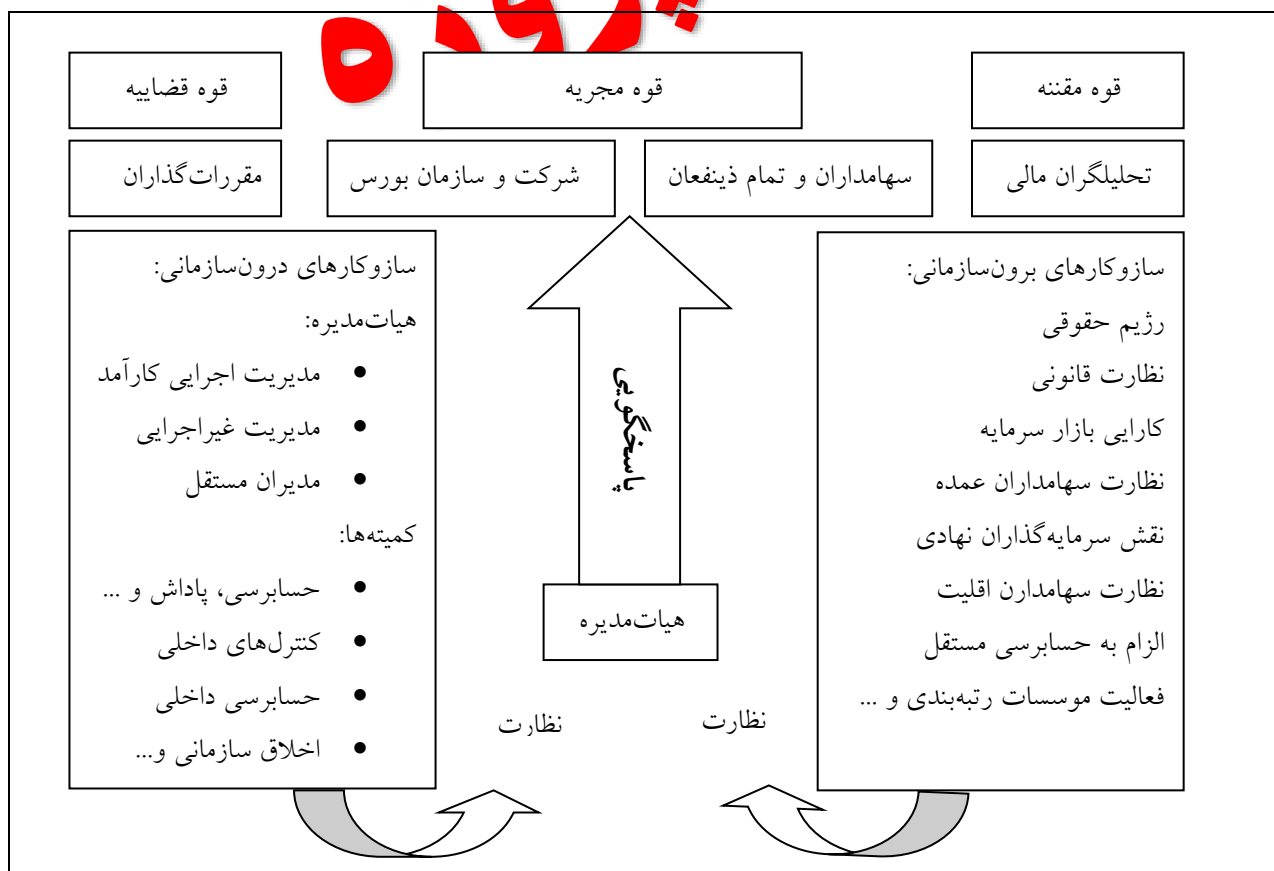 پروژه
قوه مقننه
قوه مجریه
قوه قضاییه
تحلیلگران مالی
سهامداران و تمام ذینفعان
شرکت و سازمان بورس
مقررات‌گذاران
سازوکارهای برون‌سازمانی:
رژیم حقوقی
نظارت قانونی
کارایی بازار سرمایه
نظارت سهامداران عمده
نقش سرمایه‌گذاران نهادی
نظارت سهامدارن اقلیت
الزام به حسابرسی مستقل
فعالیت موسسات رتبه‌بندی و ...
پاسخگویی
هیات‌مدیره
نظارت
نظارت
سازوکارهای درون‌سازمانی:
هیات‌مدیره:
• مدیریت اجرایی کارآمد
• مدیریت غیراجرایی
• مدیران مستقل
کمیته‌ها:
• حسابرسی، پاداش و ...
• کنترل‌های داخلی
• حسابرسی داخلی
• اخلاق سازمانی و...